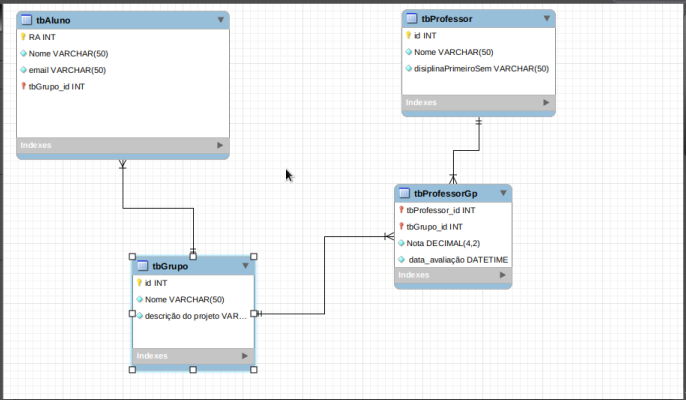 tbAluno
RA INT
Nome VARCHAR(50)
email VARCHAR(50)
tbGrupo_id INT
Indexes
tbProfessor
id INT
Nome VARCHAR(50)
disiplinaPrimeiroSem VARCHAR(50)
Indexes
tbProfessorGp
tbProfessor_id INT
tbGrupo_id INT
Nota DECIMAL(4,2)
data_avaliação DATETIME
Indexes
tbGrupo
id INT
Nome VARCHAR(50)
descrição do projeto VAR...
Indexes